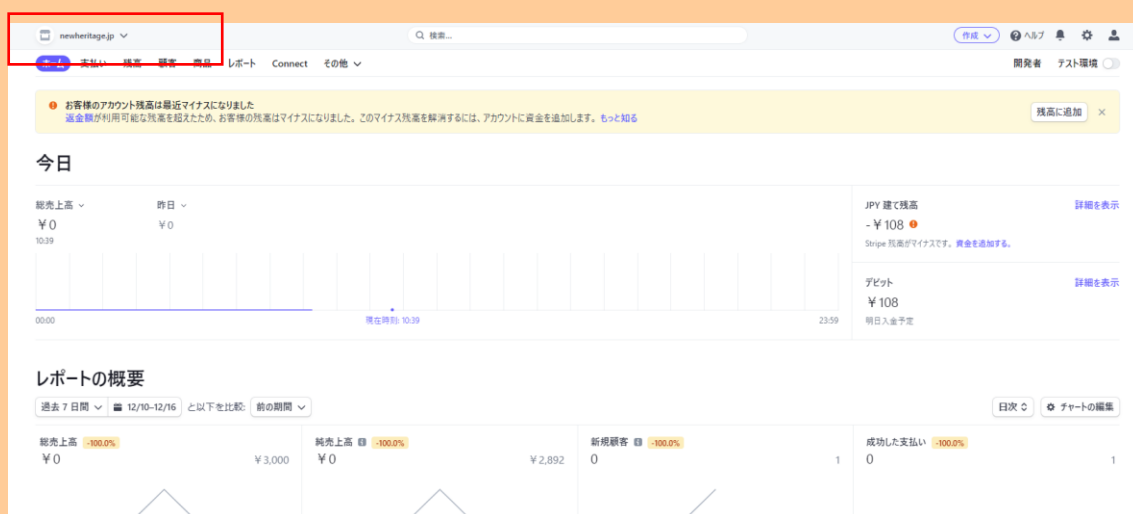 newheritage.jp
検索...
作成
ヘルプ
ホーム 支払い 残高 顧客 商品 レポート Connect その他
開発者 テスト環境
お客様のアカウント残高は最近マイナスになりました
返金額が利用可能な残高を超えたため、お客様の残高はマイナスになりました。このマイナス残高を解消するには、アカウントに資金を追加します。 もっと知る
残高に追加
今日
総売上高 昨日
¥0 ¥0
10:39
00:00 現在時刻: 10:39 23:59
JPY 建て残高 詳細を表示
-¥108
Stripe 残高がマイナスです。資金を追加する。
デビット 詳細を表示
¥108
明日入金予定
レポートの概要
過去 7 日間 12/10–12/16 と以下を比較: 前の期間 日次 チャートの編集
総売上高 -100.0%
¥0 ¥3,000
純売上高 -100.0%
¥0 ¥2,892
新規顧客 -100.0%
0 1
成功した支払い -100.0%
0 1